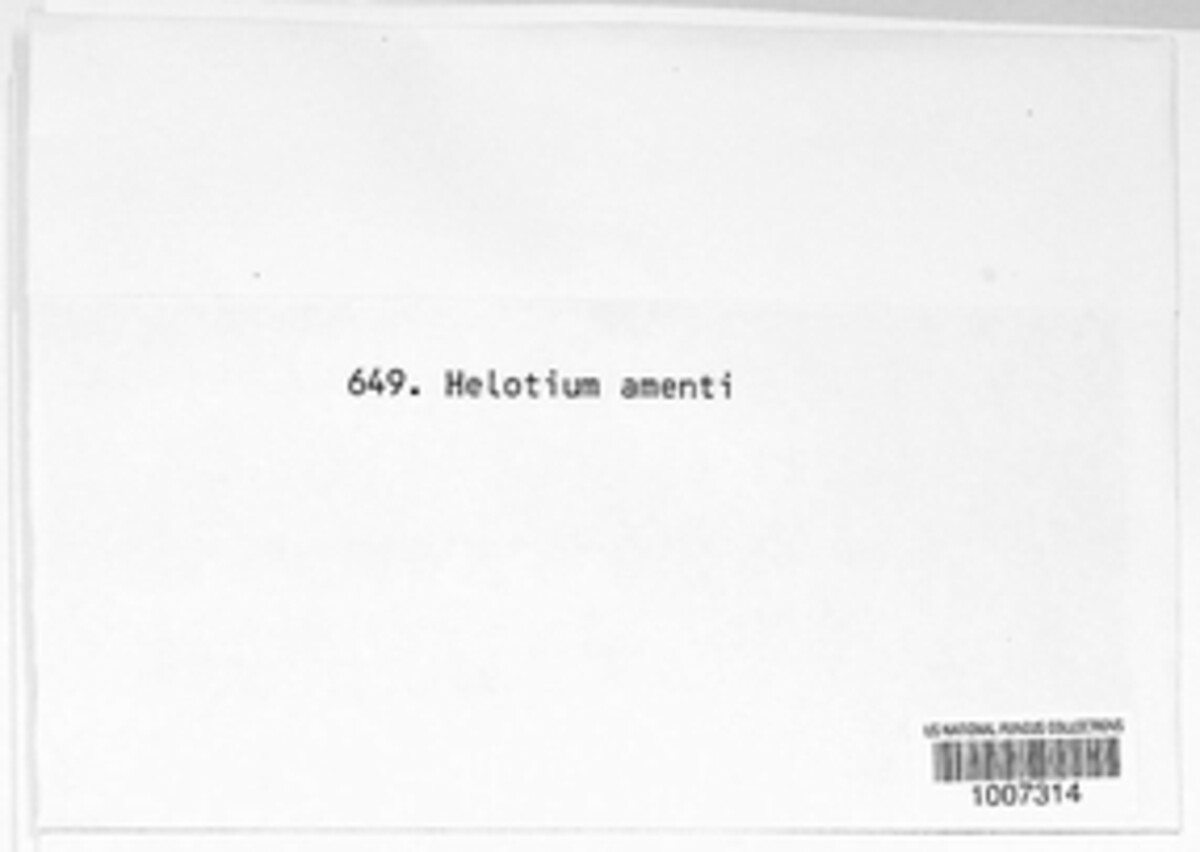 649. Helotium amenti
US NATIONAL FUNGUS COLLECTIONS
1007314